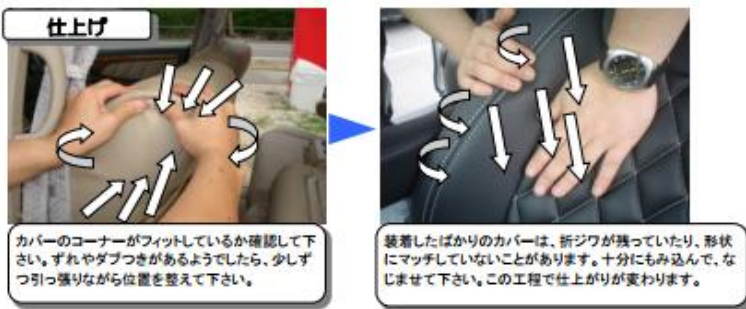 仕上げ
カバーのコーナーがフィットしているか確認して下
さい。ずれやダブつきがあるようでしたら、少しず
つ引っ張りながら位置を整えて下さい。
装着したばかりのカバーは、折ジワが残っていたり、形状
にマッチしていないことがあります。十分にもみ込んで、な
じませて下さい。この工程で仕上がりが変わります。